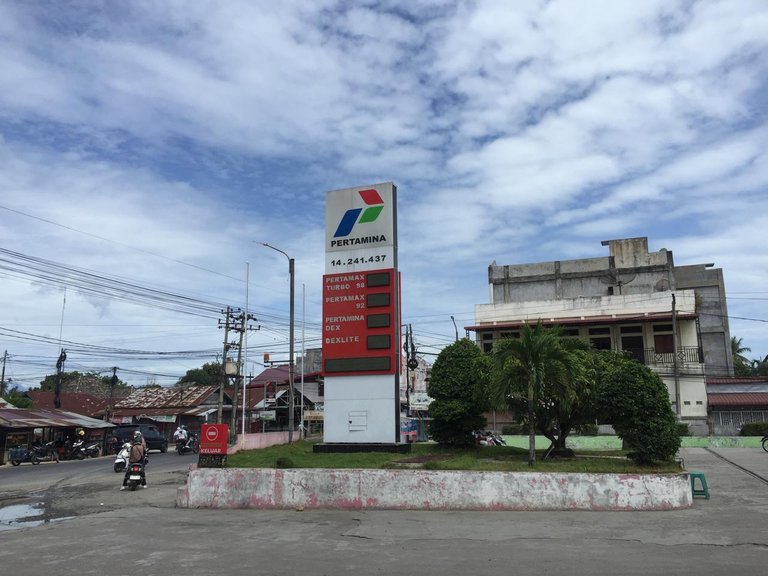 PERTAMINA
14.241.437
PERTAMAX
TURBO 98
PERTAMAX
92
PERTAMINA
DEX
DEXLITE
KELUAR